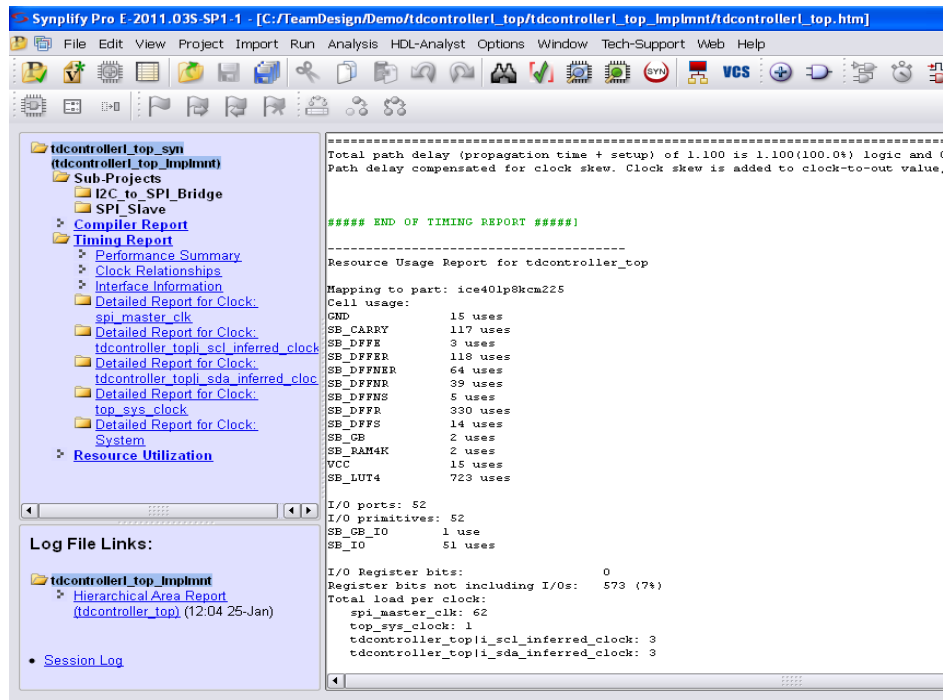 Synplify Pro E-2011.03S-SP1-1 - [C:/TeamDesign/Demo/tdcontrollerl_top/tdcontrollerl_top_Implmnt/tdcontrollerl_top.htm]
File Edit View Project Import Run Analysis HDL-Analyst Options Window Tech-Support Web Help
SYN VCS
tdcontrollerl_top_syn
(tdcontrollerl_top_Implmnt)
Sub-Projects
I2C_to_SPI_Bridge
SPI_Slave
Compiler Report
Timing Report
Performance Summary
Clock Relationships
Interface Information
Detailed Report for Clock:
spi_master_clk
Detailed Report for Clock:
tdcontroller_topli_scl_inferred_clock
Detailed Report for Clock:
tdcontroller_topli_sda_inferred_cloc
Detailed Report for Clock:
top_sys_clock
Detailed Report for Clock:
System
Resource Utilization
Log File Links:
tdcontrollerl_top_Implmnt
Hierarchical Area Report
(tdcontroller_top) (12:04 25-Jan)
• Session Log
==========================================================================
Total path delay (propagation time + setup) of 1.100 is 1.100(100.0%) logic and 0
Path delay compensated for clock skew. Clock skew is added to clock-to-out value,
##### END OF TIMING REPORT #####]
---------------------------------------
Resource Usage Report for tdcontroller_top
Mapping to part: ice40lp8kcm225
Cell usage:
GND 15 uses
SB_CARRY 117 uses
SB_DFFE 3 uses
SB_DFFER 118 uses
SB_DFFNER 64 uses
SB_DFFNR 39 uses
SB_DFFNS 5 uses
SB_DFFR 330 uses
SB_DFFS 14 uses
SB_GB 2 uses
SB_RAM4K 2 uses
VCC 15 uses
SB_LUT4 723 uses
I/O ports: 52
I/O primitives: 52
SB_GB_IO 1 use
SB_IO 51 uses
I/O Register bits: 0
Register bits not including I/Os: 573 (7%)
Total load per clock:
spi_master_clk: 62
top_sys_clock: 1
tdcontroller_top|i_scl_inferred_clock: 3
tdcontroller_top|i_sda_inferred_clock: 3